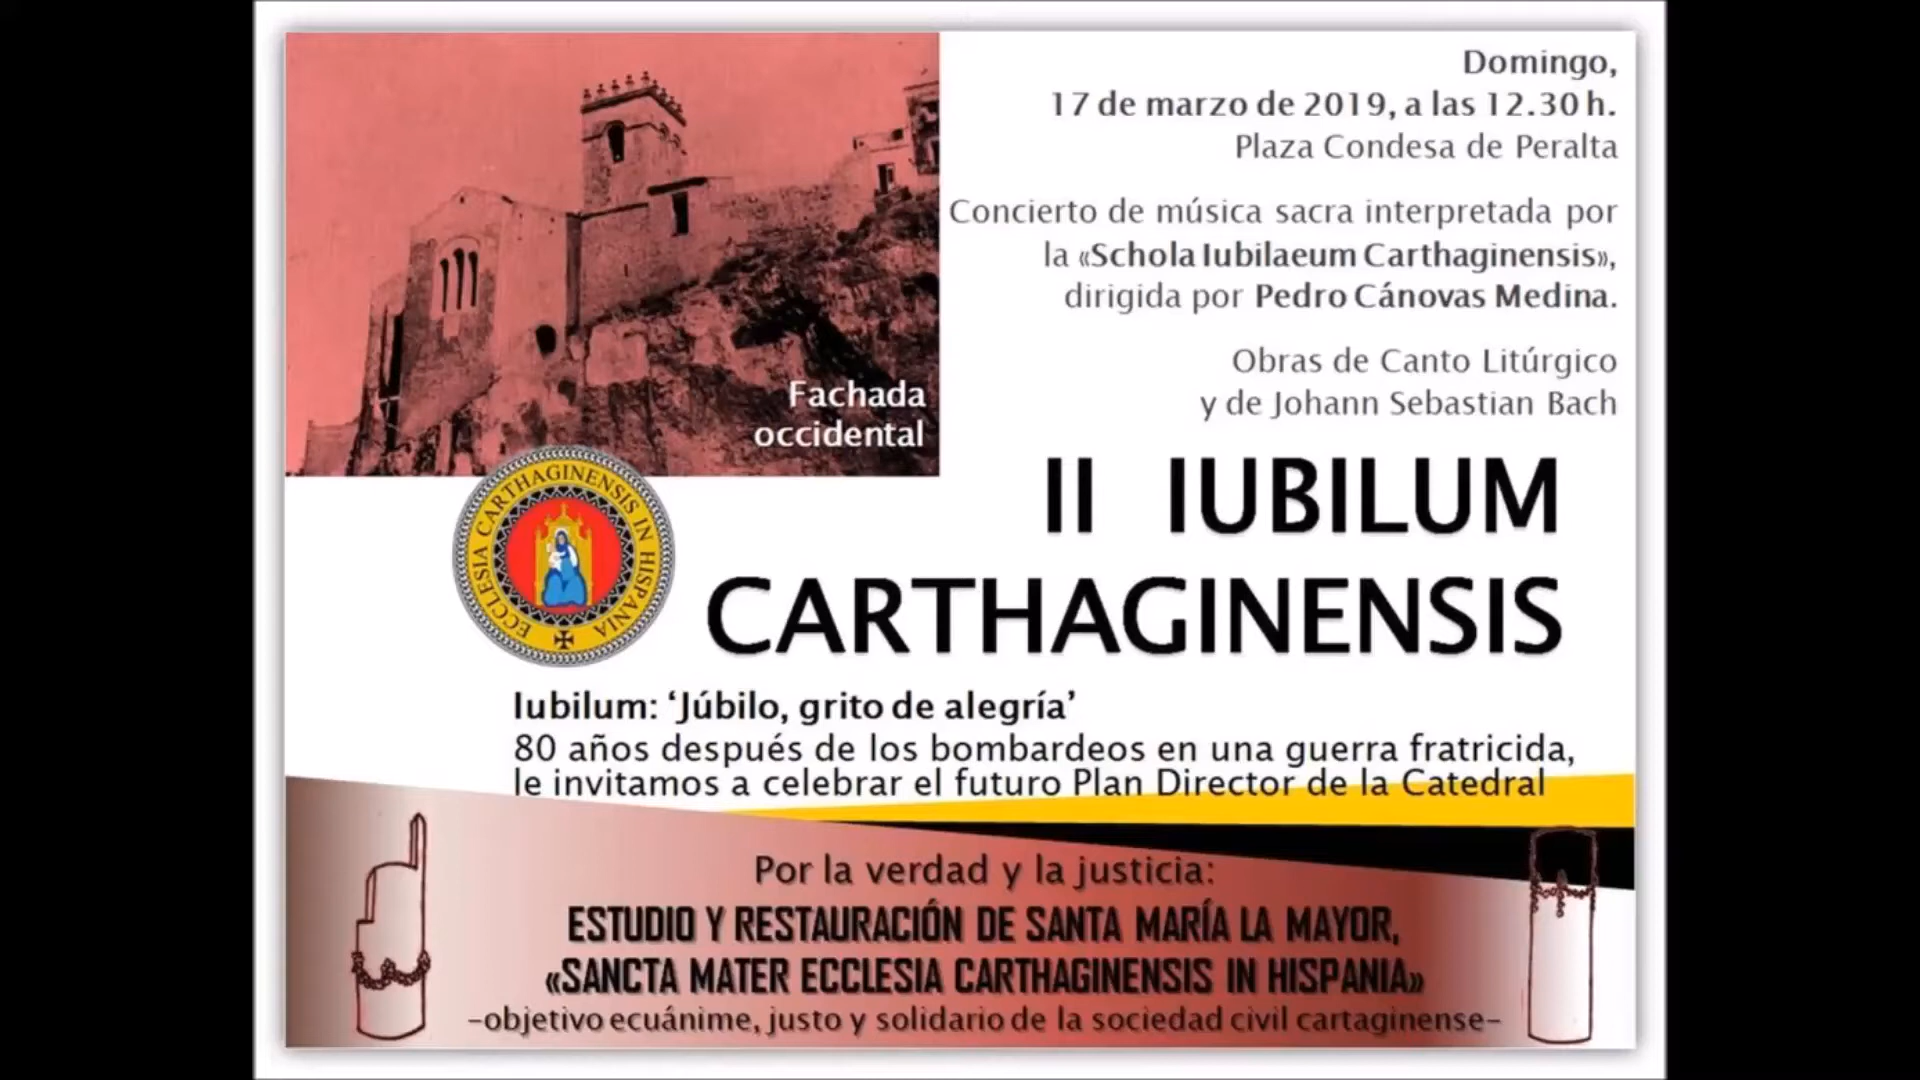 Domingo,
17 de marzo de 2019, a las 12.30 h.
Plaza Condesa de Peralta
Concierto de música sacra interpretada por
la «Schola Iubilaeum Carthaginensis»,
dirigida por Pedro Cánovas Medina.
Obras de Canto Litúrgico
y de Johann Sebastian Bach
Fachada
occidental
ECCLESIA CARTHAGINENSIS IN HISPANIA
II IUBILUM
CARTHAGINENSIS
Iubilum: ‘Júbilo, grito de alegría’
80 años después de los bombardeos en una guerra fratricida,
le invitamos a celebrar el futuro Plan Director de la Catedral
Por la verdad y la justicia:
ESTUDIO Y RESTAURACIÓN DE SANTA MARÍA LA MAYOR,
«SANCTA MATER ECCLESIA CARTHAGINENSIS IN HISPANIA»
-objetivo ecuánime, justo y solidario de la sociedad civil cartaginense-